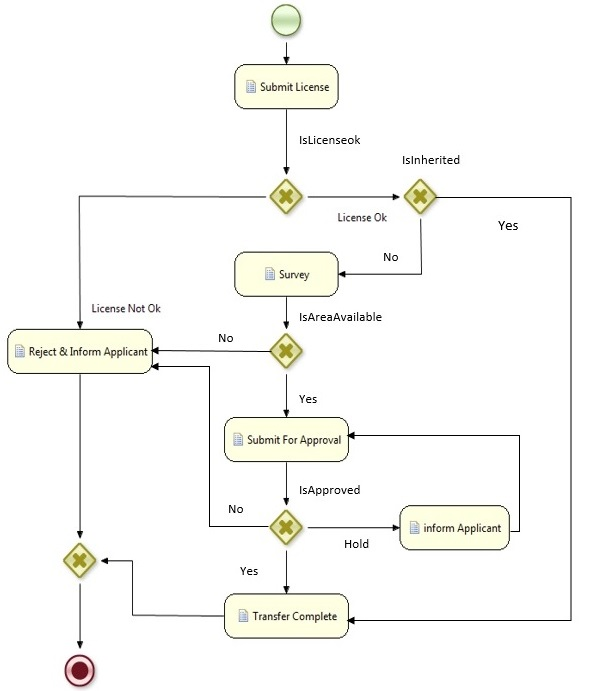 Submit License
IsLicenseok
IsInherited
License Ok
Yes
No
Survey
IsAreaAvailable
License Not Ok
No
Reject & Inform Applicant
Yes
Submit For Approval
IsApproved
No
inform Applicant
Hold
Yes
Transfer Complete